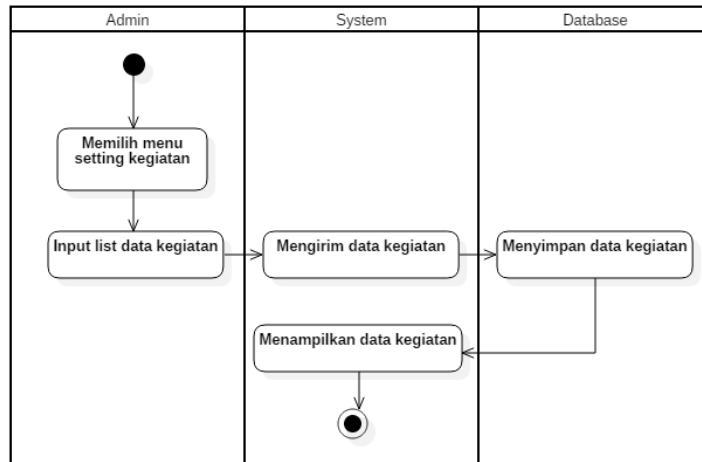 Admin
System
Database
Memilih menu
setting kegiatan
Input list data kegiatan
Mengirim data kegiatan
Menyimpan data kegiatan
Menampilkan data kegiatan